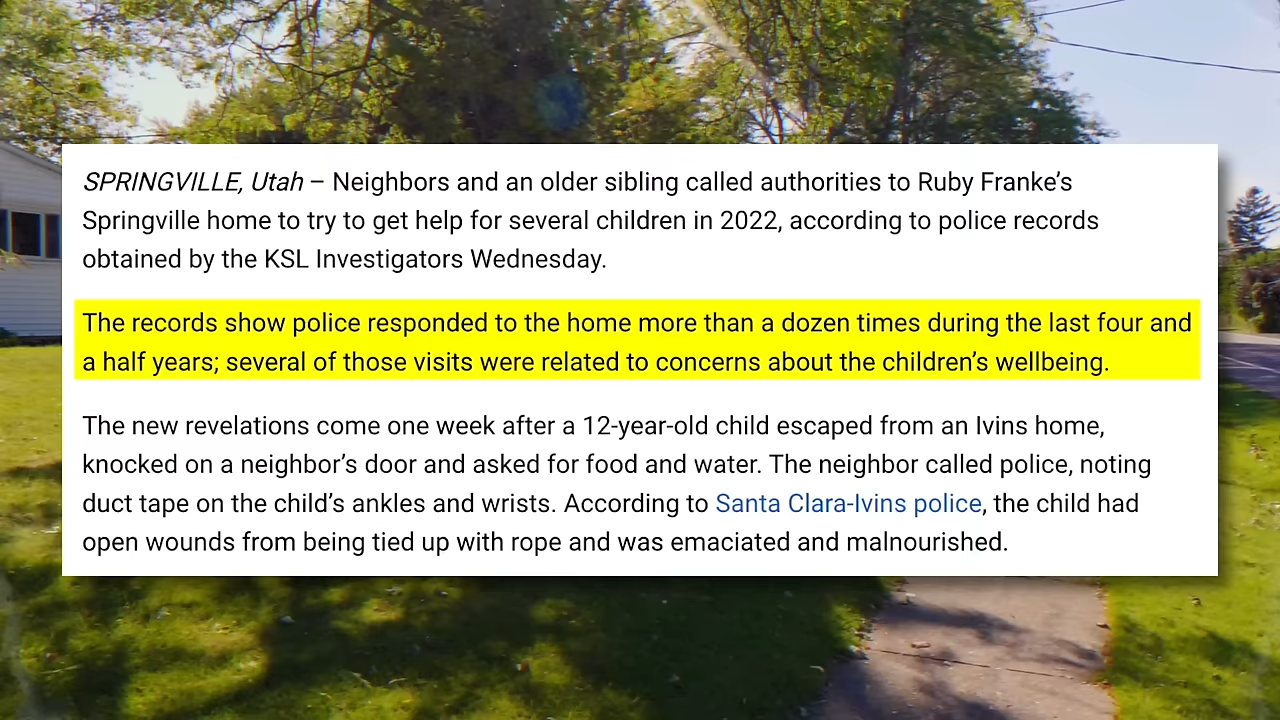 SPRINGVILLE, Utah – Neighbors and an older sibling called authorities to Ruby Franke’s
Springville home to try to get help for several children in 2022, according to police records
obtained by the KSL Investigators Wednesday.
The records show police responded to the home more than a dozen times during the last four and
a half years; several of those visits were related to concerns about the children’s wellbeing.
The new revelations come one week after a 12-year-old child escaped from an Ivins home,
knocked on a neighbor’s door and asked for food and water. The neighbor called police, noting
duct tape on the child’s ankles and wrists. According to Santa Clara-Ivins police, the child had
open wounds from being tied up with rope and was emaciated and malnourished.